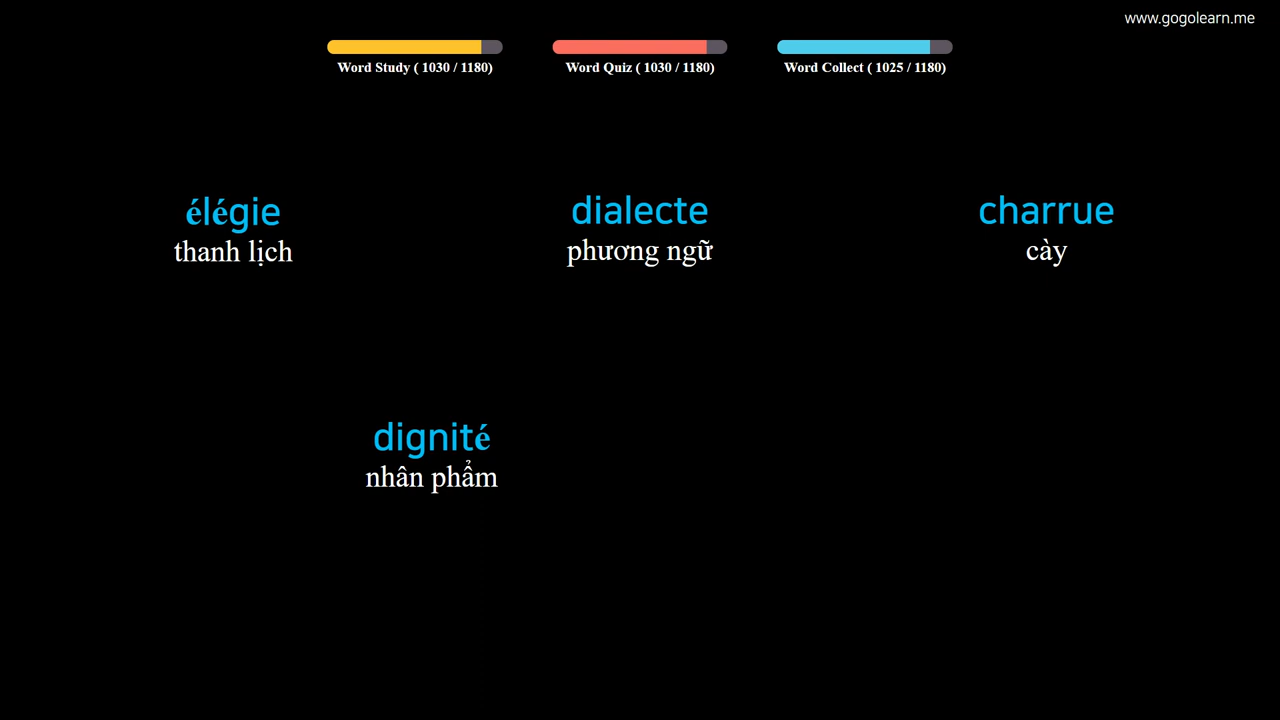 www.gogolearn.me
Word Study ( 1030 / 1180)
Word Quiz ( 1030 / 1180)
Word Collect ( 1025 / 1180)
élégie
thanh lịch
dialecte
phương ngữ
charrue
cày
dignité
nhân phẩm